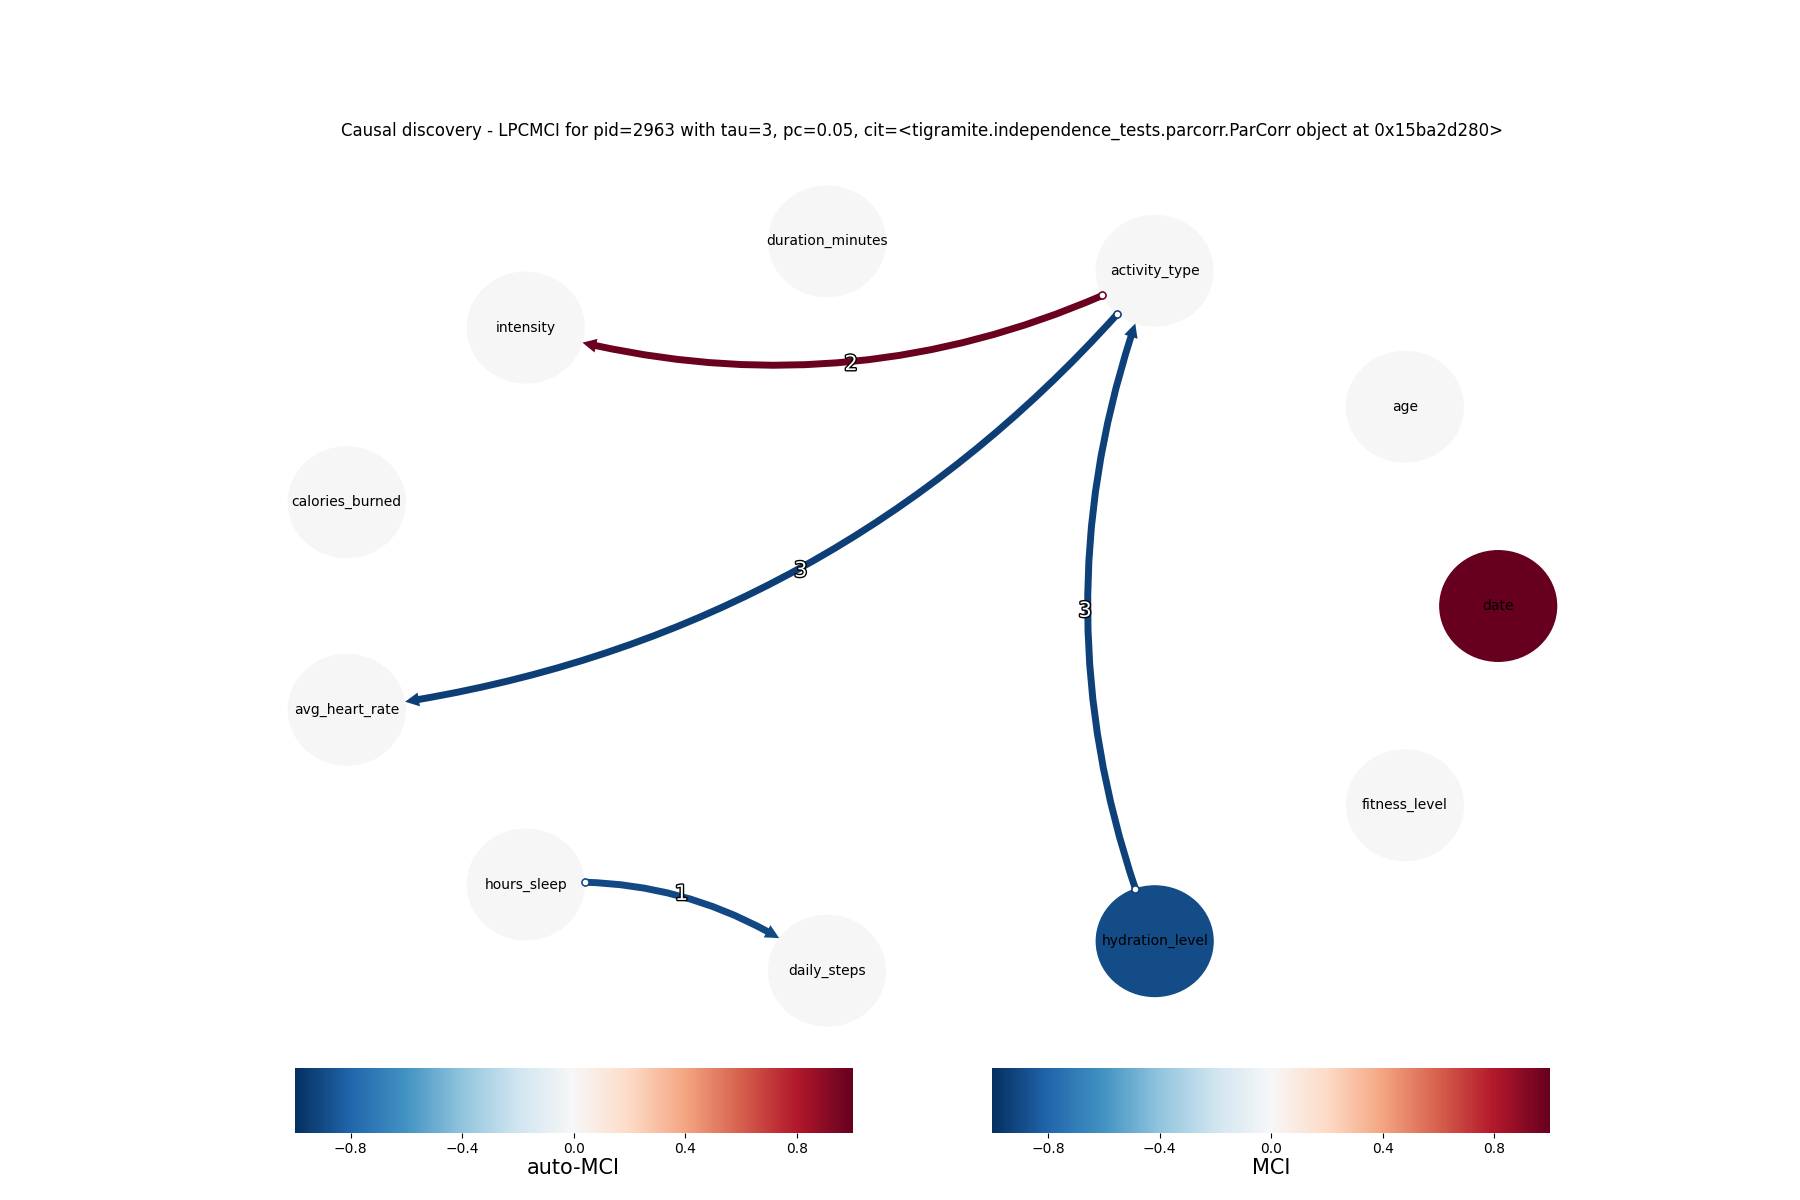 Causal discovery - LPCMCI for pid=2963 with tau=3, pc=0.05, cit=<tigramite.independence_tests.parcorr.ParCorr object at 0x15ba2d280>
duration_minutes
activity_type
intensity
2
age
calories_burned
3
3
date
avg_heart_rate
fitness_level
hours_sleep
1
hydration_level
daily_steps
−0.8 −0.4 0.0 0.4 0.8
auto-MCI
−0.8 −0.4 0.0 0.4 0.8
MCI